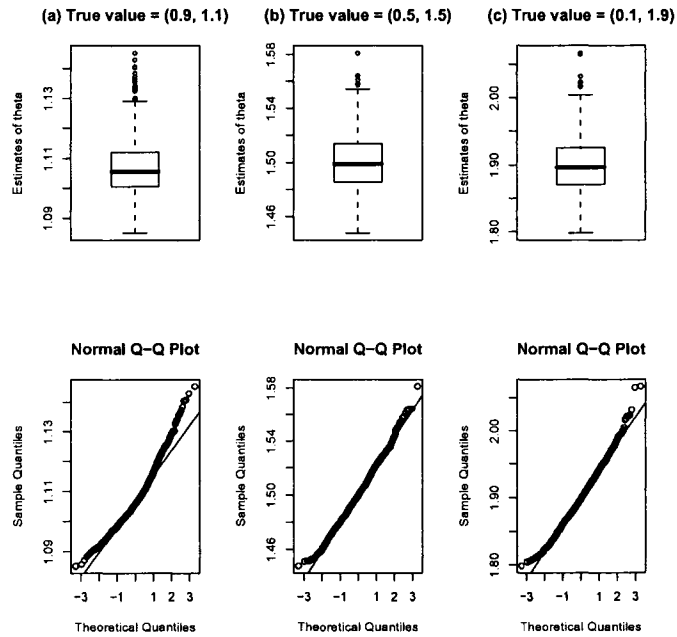 (a) True value = (0.9, 1.1)
(b) True value = (0.5, 1.5)
(c) True value = (0.1, 1.9)
Estimates of theta
1.09 1.11 1.13
Estimates of theta
1.46 1.50 1.54 1.58
Estimates of theta
1.80 1.90 2.00
Normal Q-Q Plot
Normal Q-Q Plot
Normal Q-Q Plot
Sample Quantiles
1.09 1.11 1.13
Sample Quantiles
1.46 1.50 1.54 1.58
Sample Quantiles
1.80 1.90 2.00
-3 -1 1 2 3
-3 -1 1 2 3
-3 -1 1 2 3
Theoretical Quantiles
Theoretical Quantiles
Theoretical Quantiles